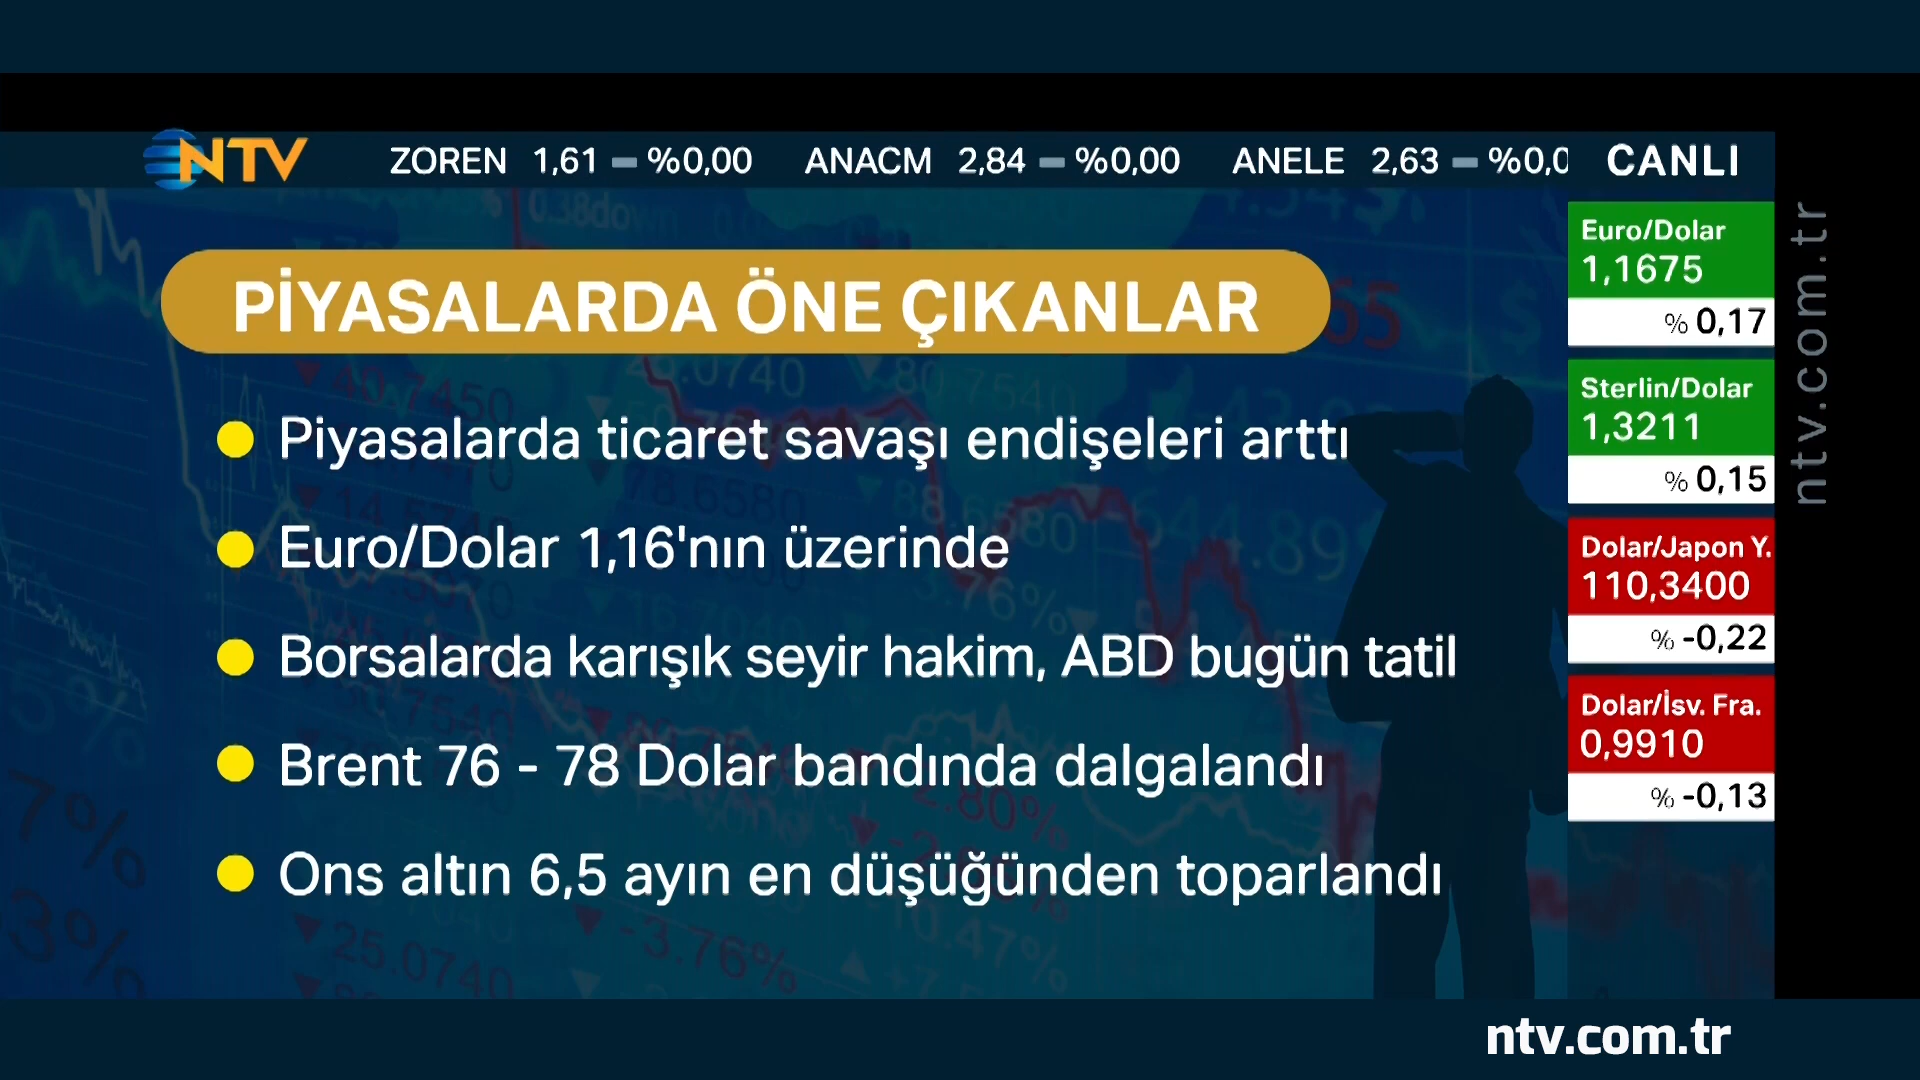 NTV
ZOREN 1,61 %0,00 ANACM 2,84 %0,00 ANELE 2,63 CANLI
PİYASALARDA ÖNE ÇIKANLAR
Piyasalarda ticaret savaşı endişeleri arttı
Euro/Dolar 1,16'nın üzerinde
Borsalarda karışık seyir hakim, ABD bugün tatil
Brent 76 - 78 Dolar bandında dalgalandı
Ons altın 6,5 ayın en düşüğünden toparlandı
Euro/Dolar
1,1675
% 0,17
Sterlin/Dolar
1,3211
% 0,15
Dolar/Japon Y.
110,3400
% -0,22
Dolar/İsv. Fra.
0,9910
% -0,13
ntv.com.tr
ntv.com.tr